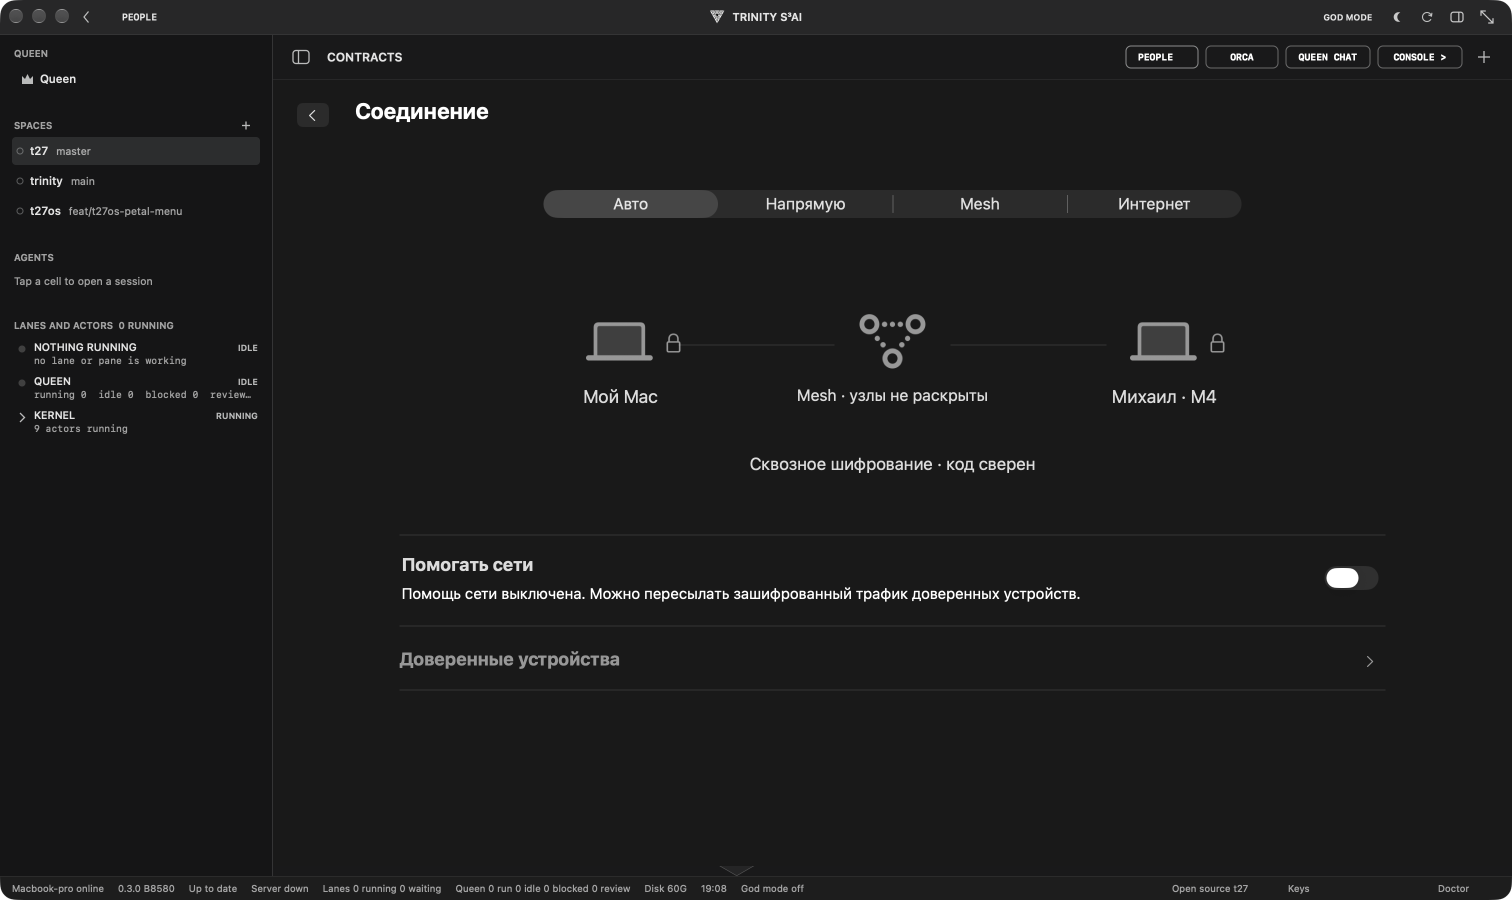 PEOPLE
TRINITY S³AI
GOD MODE
QUEEN
Queen
SPACES
t27 master
trinity main
t27os feat/t27os-petal-menu
AGENTS
Tap a cell to open a session
LANES AND ACTORS 0 RUNNING
NOTHING RUNNING IDLE
no lane or pane is working
QUEEN IDLE
running 0 idle 0 blocked 0 review…
KERNEL RUNNING
9 actors running
CONTRACTS
PEOPLE
ORCA
QUEEN CHAT
CONSOLE >
Соединение
Авто
Напрямую
Mesh
Интернет
Мой Mac
Mesh · узлы не раскрыты
Михаил · M4
Сквозное шифрование · код сверен
Помогать сети
Помощь сети выключена. Можно пересылать зашифрованный трафик доверенных устройств.
Доверенные устройства
Macbook-pro online 0.3.0 B8580 Up to date Server down Lanes 0 running 0 waiting Queen 0 run 0 idle 0 blocked 0 review Disk 60G 19:08 God mode off Open source t27 Keys Doctor